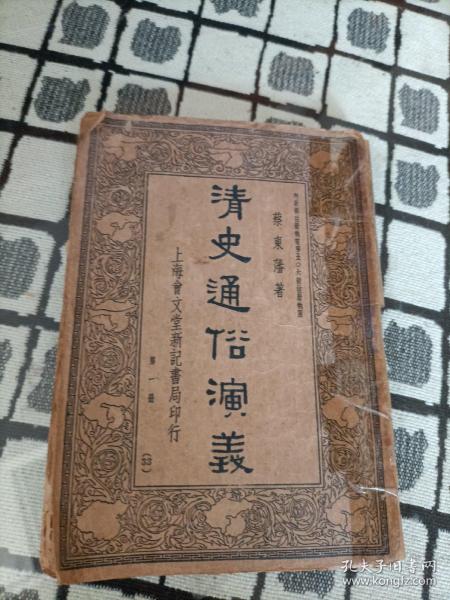 蔡東藩著
清史通俗演義
上海會文堂新記書局印行
第一冊
(33)
孔夫子旧书网
www.kongfz.com